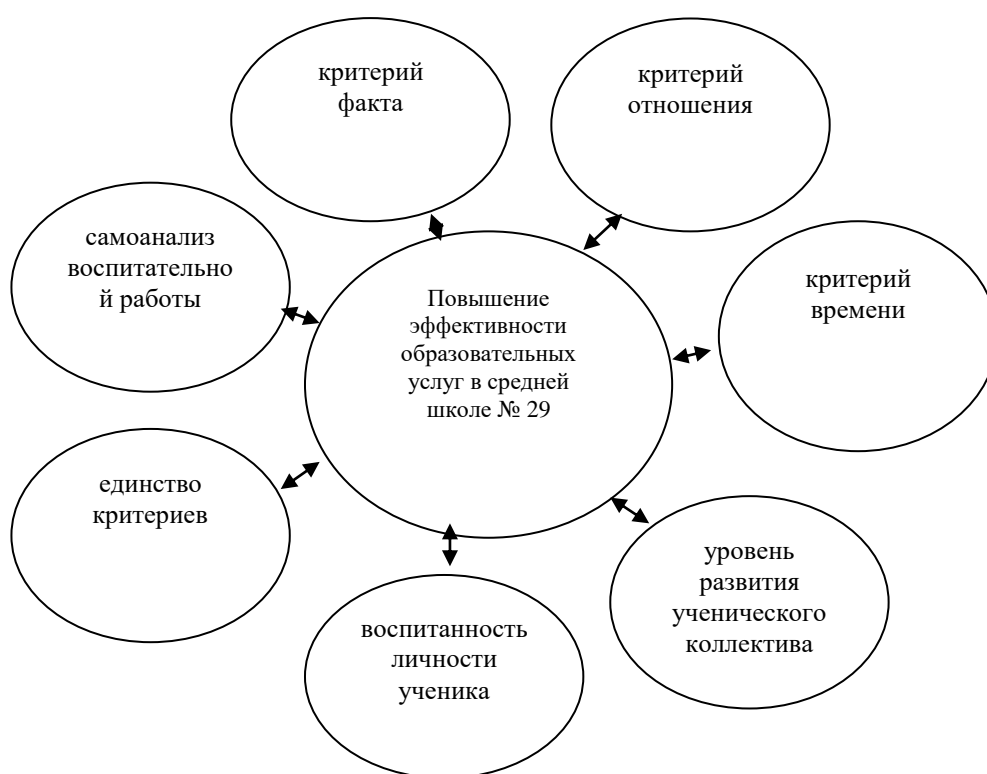 критерий
факта
критерий
отношения
самоанализ
воспитательно
й работы
критерий
времени
Повышение
эффективности
образовательных
услуг в средней
школе № 29
единство
критериев
уровень
развития
ученического
коллектива
воспитанность
личности
ученика